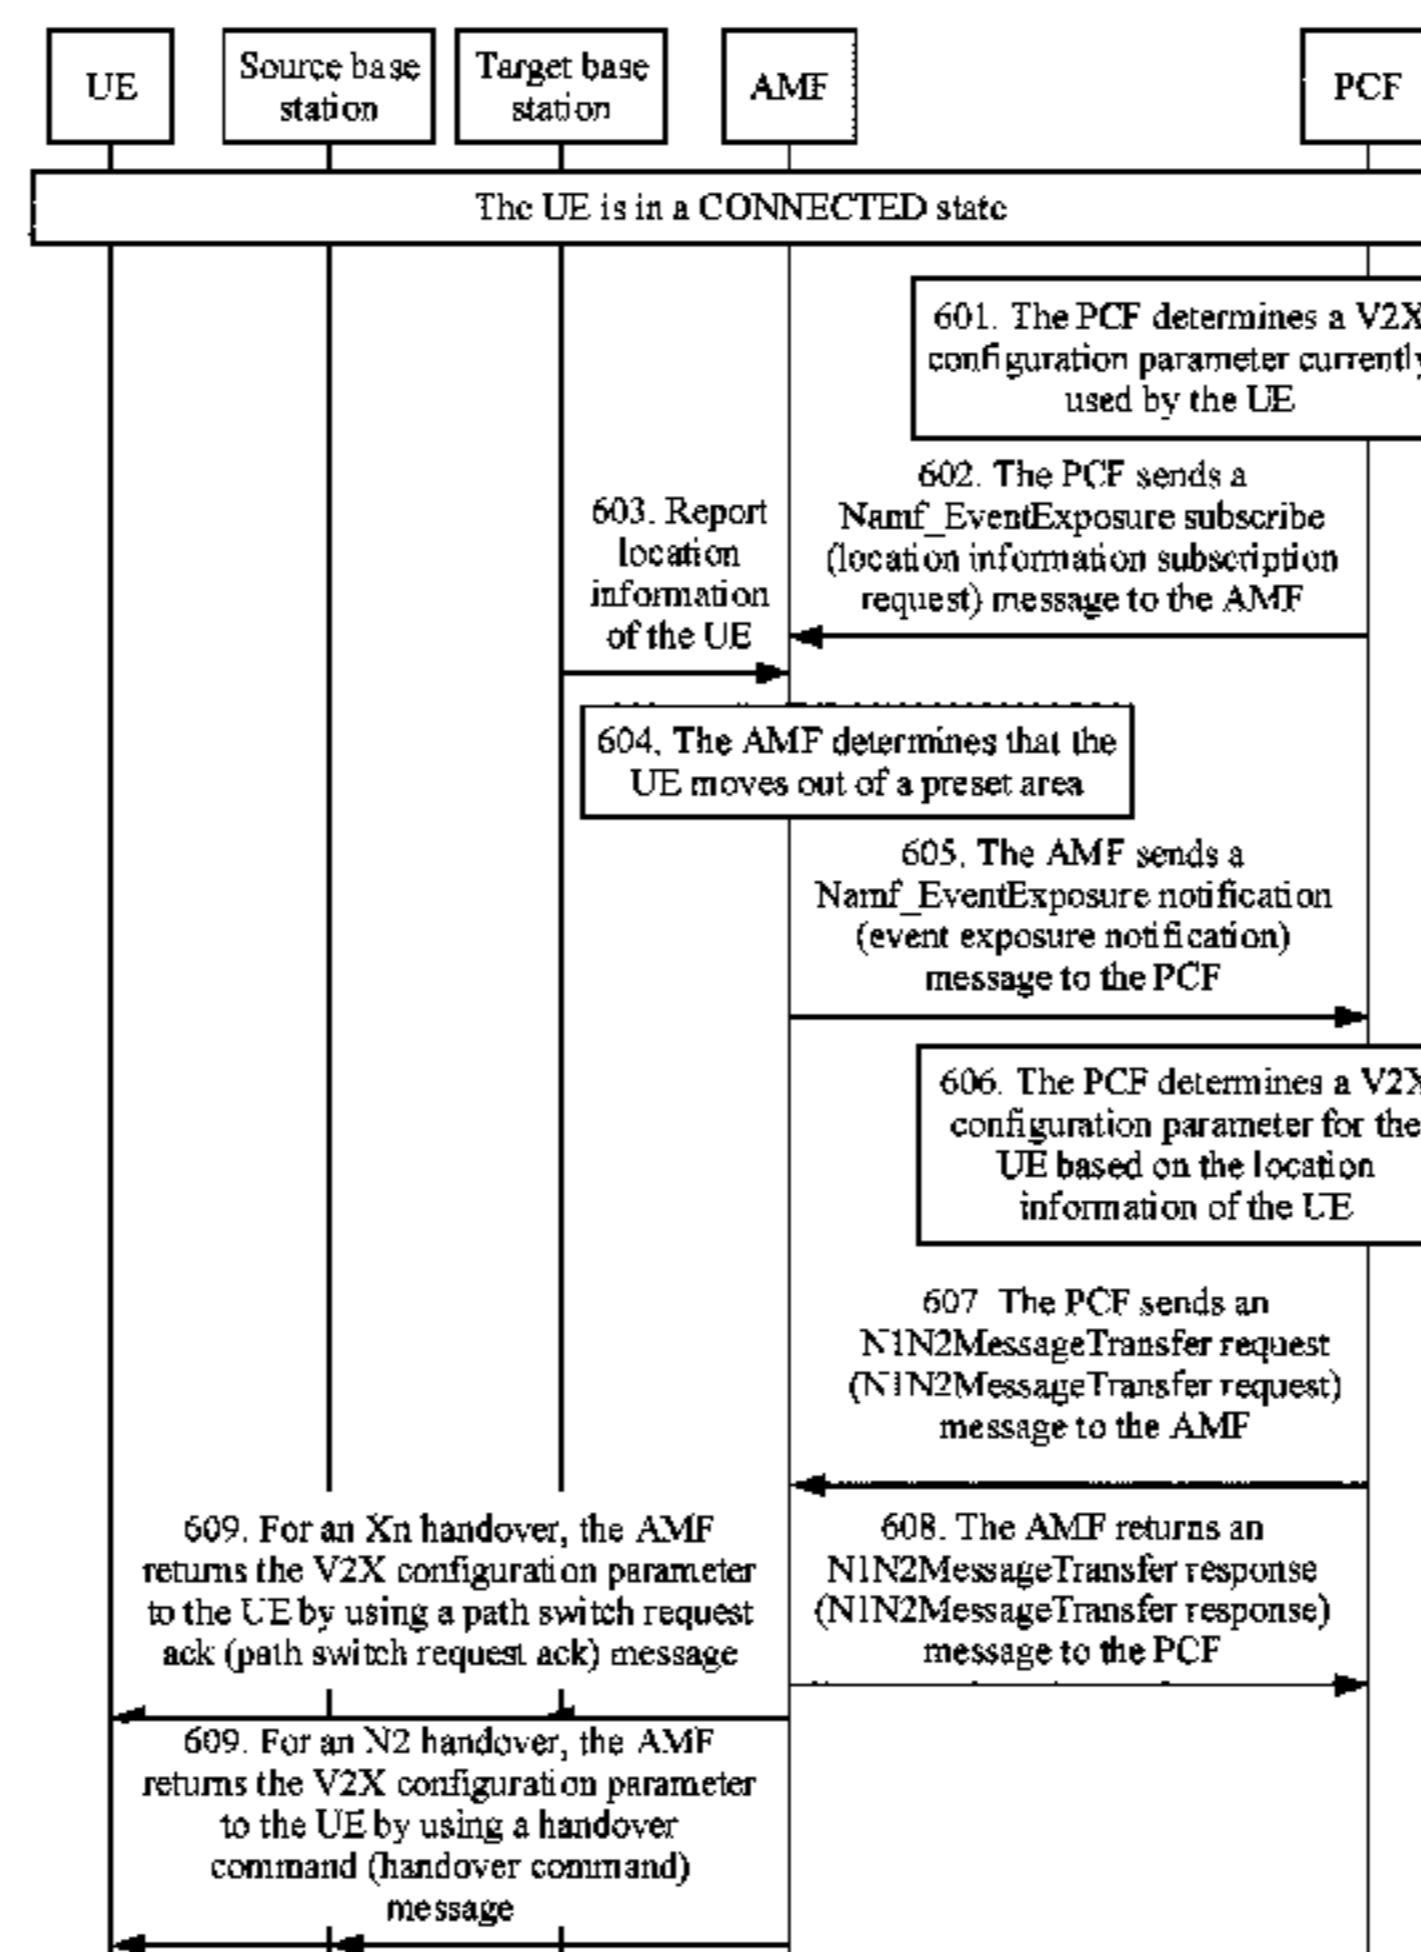 UE
Source base
station
Target base
station
AMF
PCF
The UE is in a CONNECTED state
601. The PCF determines a V2X
configuration parameter currently
used by the UE
602. The PCF sends a
Namf_EventExposure subscribe
(location information subscription
request) message to the AMF
603. Report
location
information
of the UE
604. The AMF determines that the
UE moves out of a preset area
605. The AMF sends a
Namf_EventExposure notification
(event exposure notification)
message to the PCF
606. The PCF determines a V2X
configuration parameter for the
UE based on the location
information of the UE
607 The PCF sends an
N1N2MessageTransfer request
(N1N2MessageTransfer request)
message to the AMF
608. The AMF returns an
N1N2MessageTransfer response
(N1N2MessageTransfer response)
message to the PCF
609. For an Xn handover, the AMF
returns the V2X configuration parameter
to the UE by using a path switch request
ack (path switch request ack) message
609. For an N2 handover, the AMF
returns the V2X configuration parameter
to the UE by using a handover
command (handover command)
message